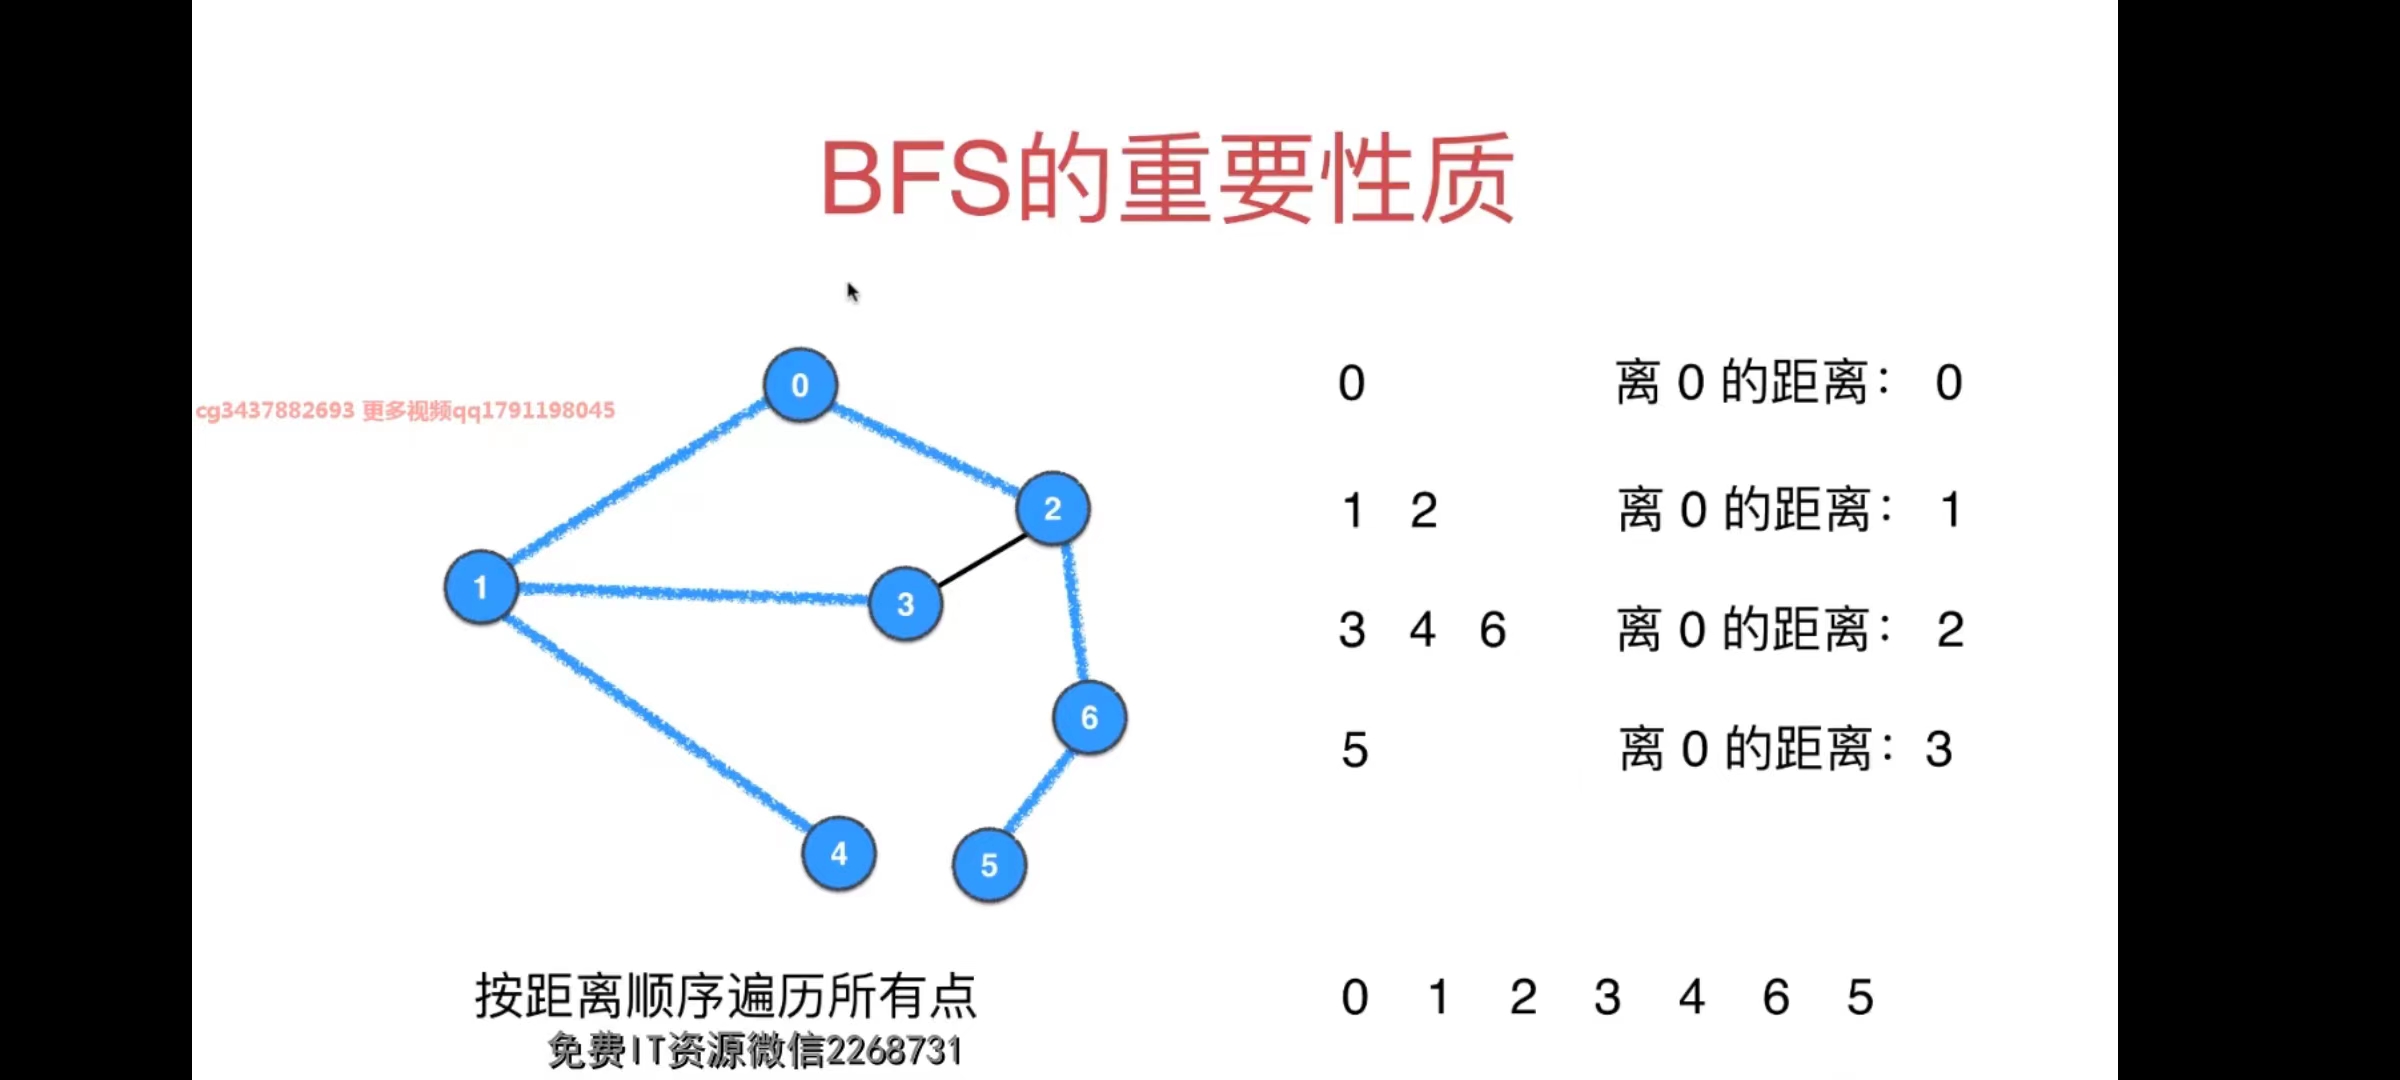 BFS的重要性质
cg3437882693 更多视频qq1791198045
0
2
1
3
6
4
5
0 离 0 的距离： 0
1 2 离 0 的距离： 1
3 4 6 离 0 的距离： 2
5 离 0 的距离：3
按距离顺序遍历所有点
0 1 2 3 4 6 5
免费IT资源微信2268731